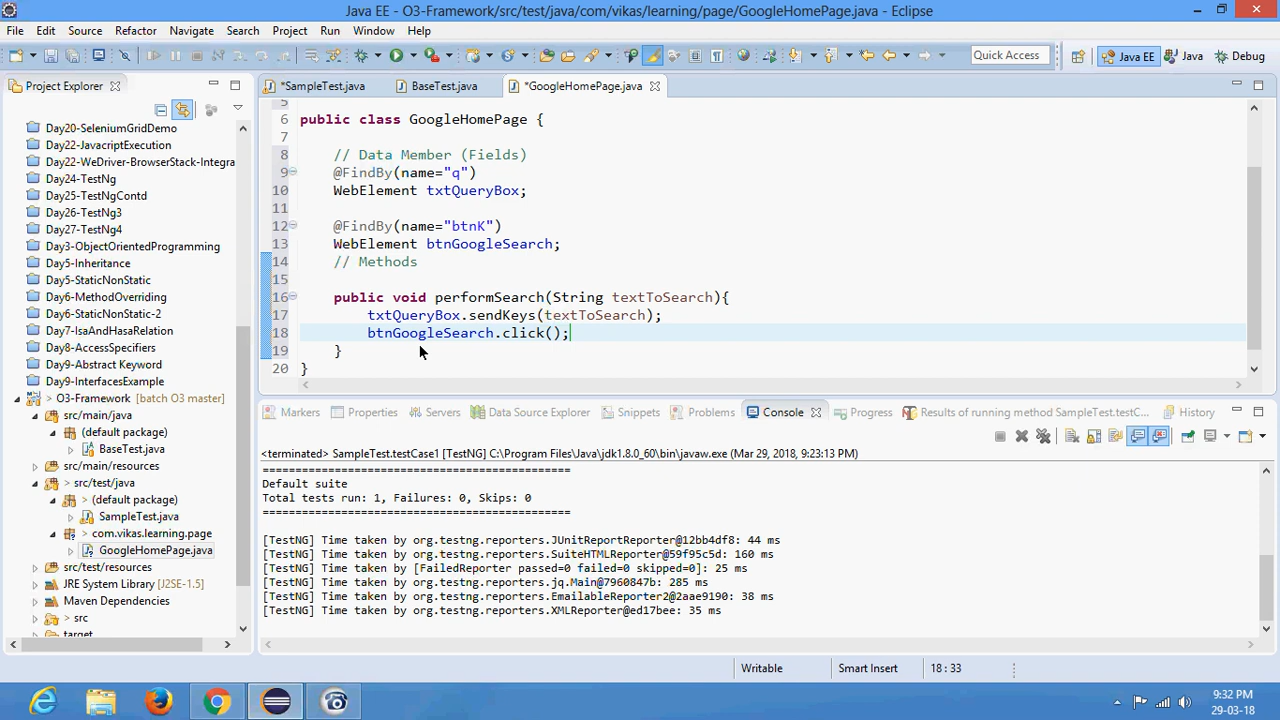 Java EE - O3-Framework/src/test/java/com/vikas/learning/page/GoogleHomePage.java - Eclipse
File Edit Source Refactor Navigate Search Project Run Window Help
Quick Access
Java EE
Java
Debug
Project Explorer
Day20-SeleniumGridDemo
Day22-JavacriptExecution
Day22-WeDriver-BrowserStack-Integra
Day24-TestNg
Day25-TestNgContd
Day26-TestNg3
Day27-TestNg4
Day3-ObjectOrientedProgramming
Day5-Inheritance
Day5-StaticNonStatic
Day6-MethodOverriding
Day6-StaticNonStatic-2
Day7-IsaAndHasaRelation
Day8-AccessSpecifiers
Day9-Abstract Keyword
Day9-InterfacesExample
> O3-Framework [batch O3 master]
src/main/java
(default package)
BaseTest.java
src/main/resources
> src/test/java
> (default package)
> SampleTest.java
> com.vikas.learning.page
> GoogleHomePage.java
src/test/resources
JRE System Library [J2SE-1.5]
Maven Dependencies
> src
target
*SampleTest.java
BaseTest.java
*GoogleHomePage.java
5
6 public class GoogleHomePage {
7
8 // Data Member (Fields)
9 @FindBy(name="q")
10 WebElement txtQueryBox;
11
12 @FindBy(name="btnK")
13 WebElement btnGoogleSearch;
14 // Methods
15
16 public void performSearch(String textToSearch){
17 txtQueryBox.sendKeys(textToSearch);
18 btnGoogleSearch.click();
19 }
20 }
Markers Properties Servers Data Source Explorer Snippets Problems Console Progress Results of running method SampleTest.testC... History
<terminated> SampleTest.testCase1 [TestNG] C:\Program Files\Java\jdk1.8.0_60\bin\javaw.exe (Mar 29, 2018, 9:23:13 PM)
===============================================
Default suite
Total tests run: 1, Failures: 0, Skips: 0
===============================================
[TestNG] Time taken by org.testng.reporters.JUnitReportReporter@12bb4df8: 44 ms
[TestNG] Time taken by org.testng.reporters.SuiteHTMLReporter@59f95c5d: 160 ms
[TestNG] Time taken by [FailedReporter passed=0 failed=0 skipped=0]: 25 ms
[TestNG] Time taken by org.testng.reporters.jq.Main@7960847b: 285 ms
[TestNG] Time taken by org.testng.reporters.EmailableReporter2@2aae9190: 38 ms
[TestNG] Time taken by org.testng.reporters.XMLReporter@ed17bee: 35 ms
Writable
Smart Insert
18 : 33
9:32 PM
29-03-18